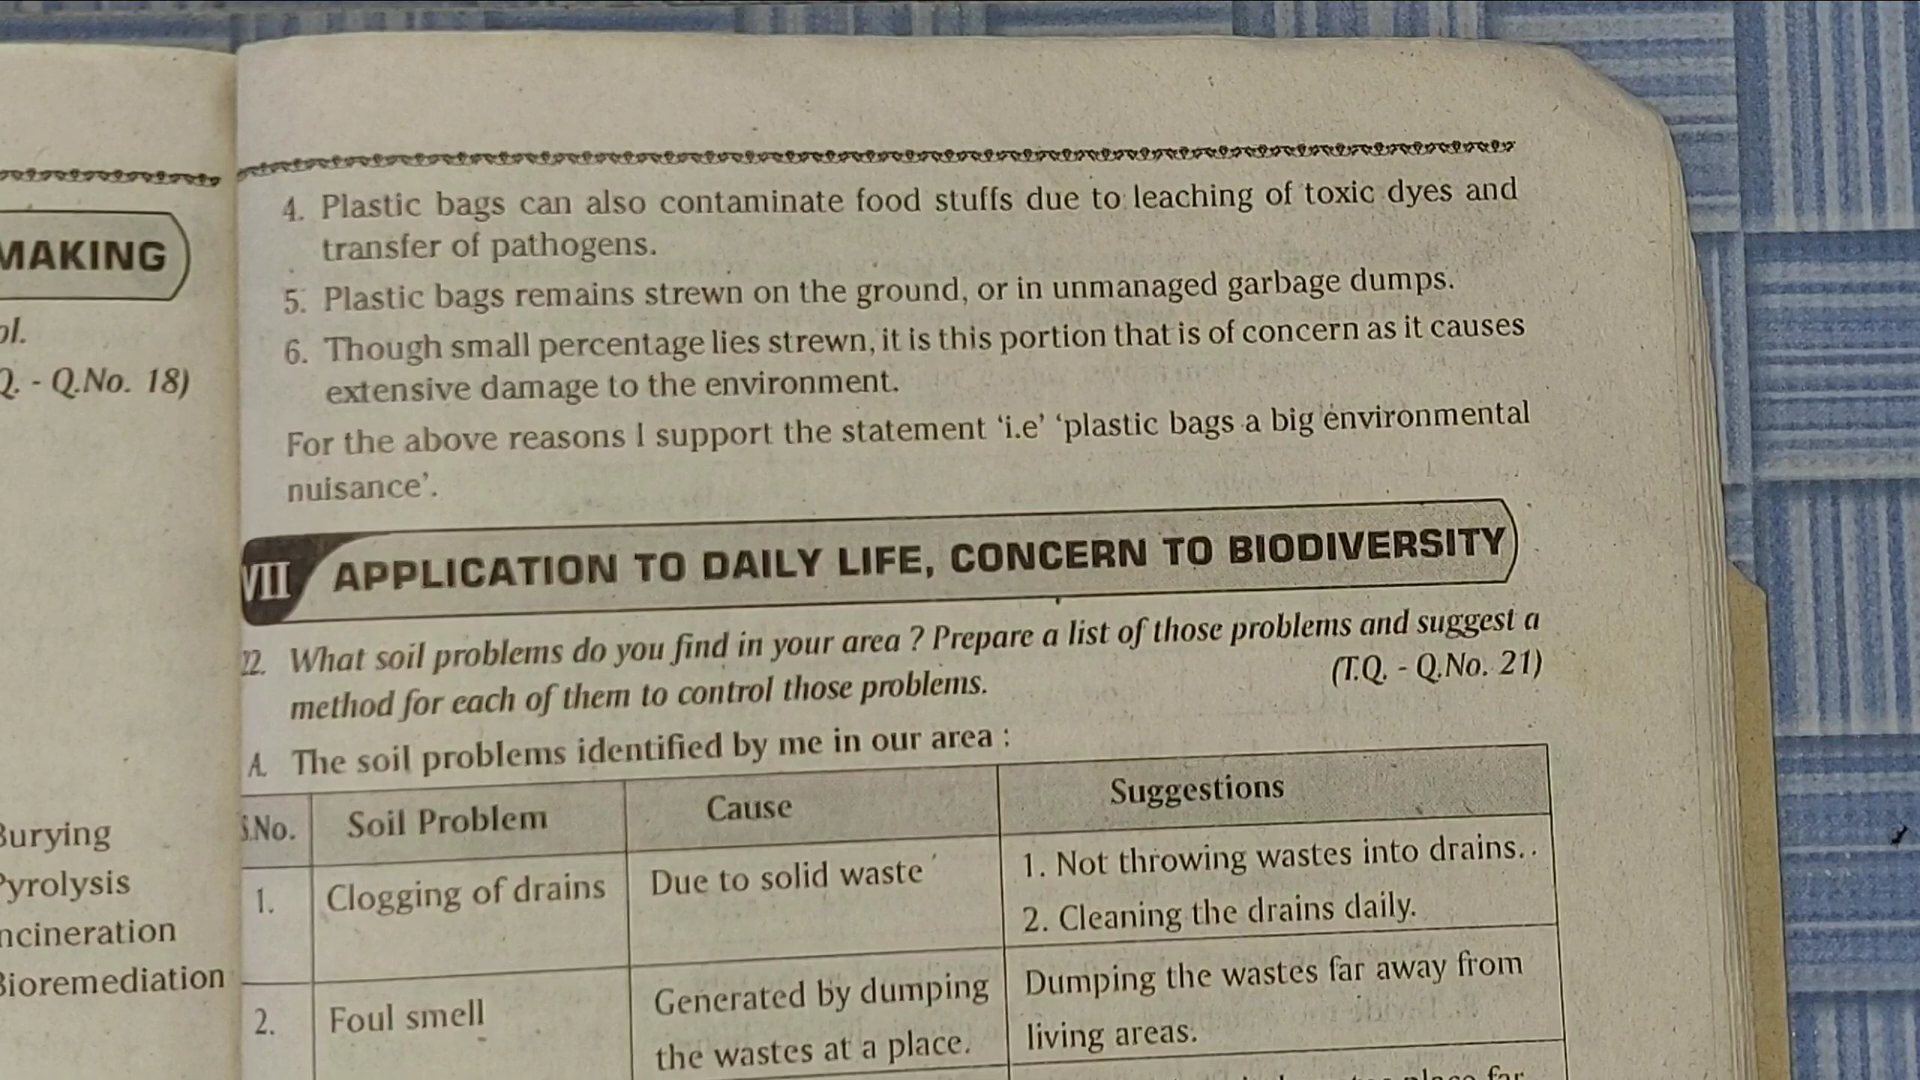 MAKING
Q. - Q.No. 18)
Burying
Pyrolysis
ncineration
Bioremediation
4. Plastic bags can also contaminate food stuffs due to leaching of toxic dyes and
transfer of pathogens.
5. Plastic bags remains strewn on the ground, or in unmanaged garbage dumps.
6. Though small percentage lies strewn, it is this portion that is of concern as it causes
extensive damage to the environment.
For the above reasons I support the statement ‘i.e’ ‘plastic bags a big environmental
nuisance’.
VII APPLICATION TO DAILY LIFE, CONCERN TO BIODIVERSITY
22. What soil problems do you find in your area ? Prepare a list of those problems and suggest a
method for each of them to control those problems. (T.Q. - Q.No. 21)
A. The soil problems identified by me in our area :
S.No. Soil Problem Cause Suggestions
1. Clogging of drains Due to solid waste 1. Not throwing wastes into drains.
2. Cleaning the drains daily.
2. Foul smell Generated by dumping Dumping the wastes far away from
the wastes at a place. living areas.